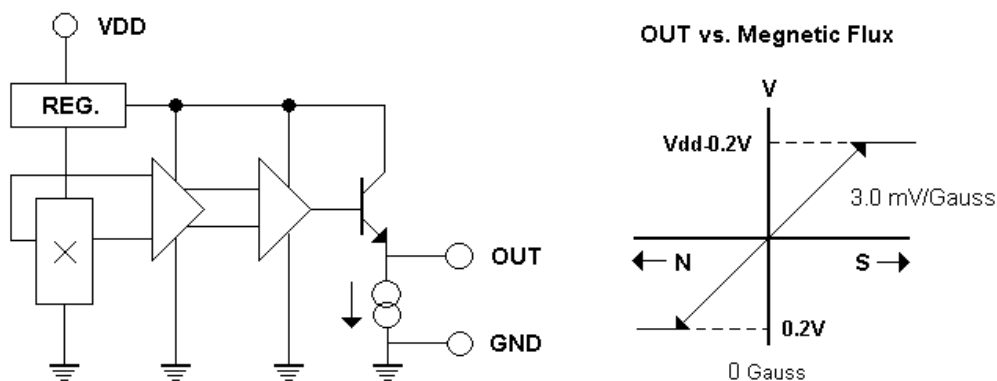 VDD
REG.
OUT
GND
OUT vs. Megnetic Flux
V
Vdd-0.2V
3.0 mV/Gauss
N
S
0.2V
0 Gauss